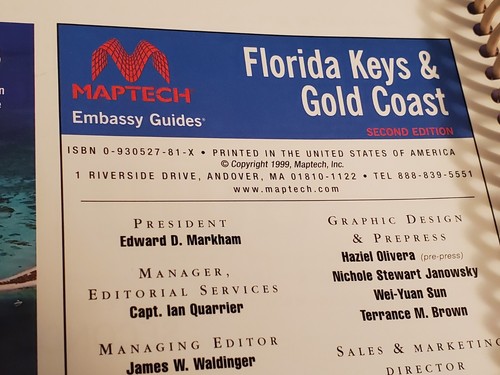 MAPTECH
Embassy Guides®
Florida Keys &
Gold Coast
SECOND EDITION
ISBN 0-930527-81-X • PRINTED IN THE UNITED STATES OF AMERICA
© Copyright 1999, Maptech, Inc.
1 RIVERSIDE DRIVE, ANDOVER, MA 01810-1122 • TEL 888-839-5551
www.maptech.com
PRESIDENT
Edward D. Markham
MANAGER,
EDITORIAL SERVICES
Capt. Ian Quarrier
MANAGING EDITOR
James W. Waldinger
GRAPHIC DESIGN
& PREPRESS
Haziel Olivera (pre-press)
Nichole Stewart Janowsky
Wei-Yuan Sun
Terrance M. Brown
SALES & MARKETING
DIRECTOR